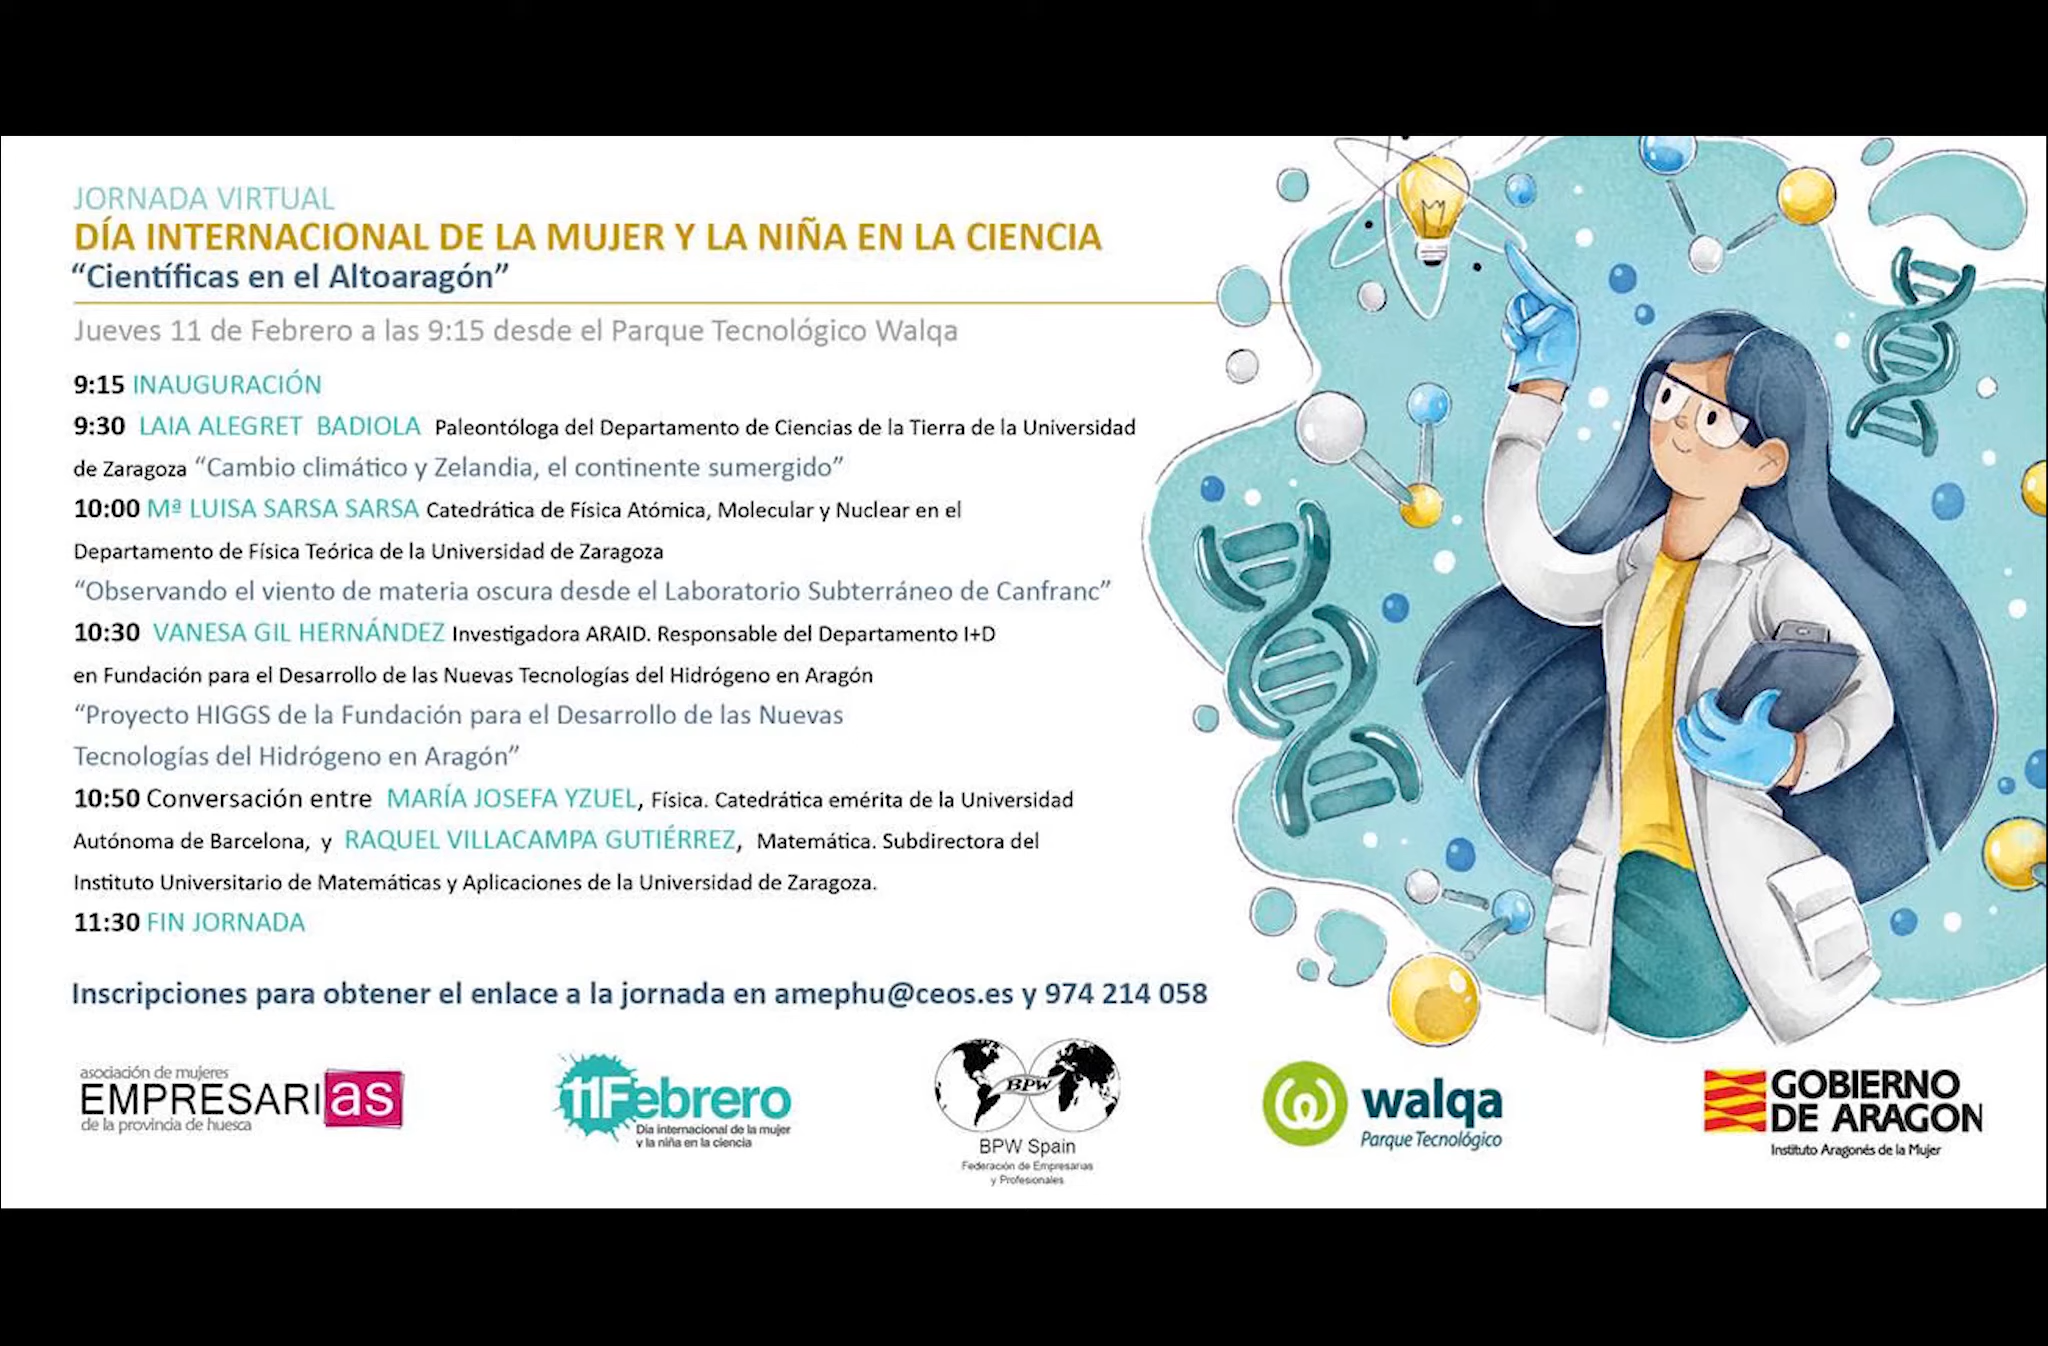 JORNADA VIRTUAL
DÍA INTERNACIONAL DE LA MUJER Y LA NIÑA EN LA CIENCIA
“Científicas en el Altoaragón”
Jueves 11 de Febrero a las 9:15 desde el Parque Tecnológico Walqa
9:15 INAUGURACIÓN
9:30 LAIA ALEGRET BADIOLA Paleontóloga del Departamento de Ciencias de la Tierra de la Universidad
de Zaragoza “Cambio climático y Zelandia, el continente sumergido”
10:00 Mª LUISA SARSA SARSA Catedrática de Física Atómica, Molecular y Nuclear en el
Departamento de Física Teórica de la Universidad de Zaragoza
“Observando el viento de materia oscura desde el Laboratorio Subterráneo de Canfranc”
10:30 VANESA GIL HERNÁNDEZ Investigadora ARAID. Responsable del Departamento I+D
en Fundación para el Desarrollo de las Nuevas Tecnologías del Hidrógeno en Aragón
“Proyecto HIGGS de la Fundación para el Desarrollo de las Nuevas
Tecnologías del Hidrógeno en Aragón”
10:50 Conversación entre MARÍA JOSEFA YZUEL, Física. Catedrática emérita de la Universidad
Autónoma de Barcelona, y RAQUEL VILLACAMPA GUTIÉRREZ, Matemática. Subdirectora del
Instituto Universitario de Matemáticas y Aplicaciones de la Universidad de Zaragoza.
11:30 FIN JORNADA
Inscripciones para obtener el enlace a la jornada en amephu@ceos.es y 974 214 058
asociación de mujeres
EMPRESARIAS
de la provincia de huesca
11Febrero
Día internacional de la mujer
y la niña en la ciencia
BPW
BPW Spain
Federación de Empresarias
y Profesionales
walqa
Parque Tecnológico
GOBIERNO
DE ARAGON
Instituto Aragonés de la Mujer